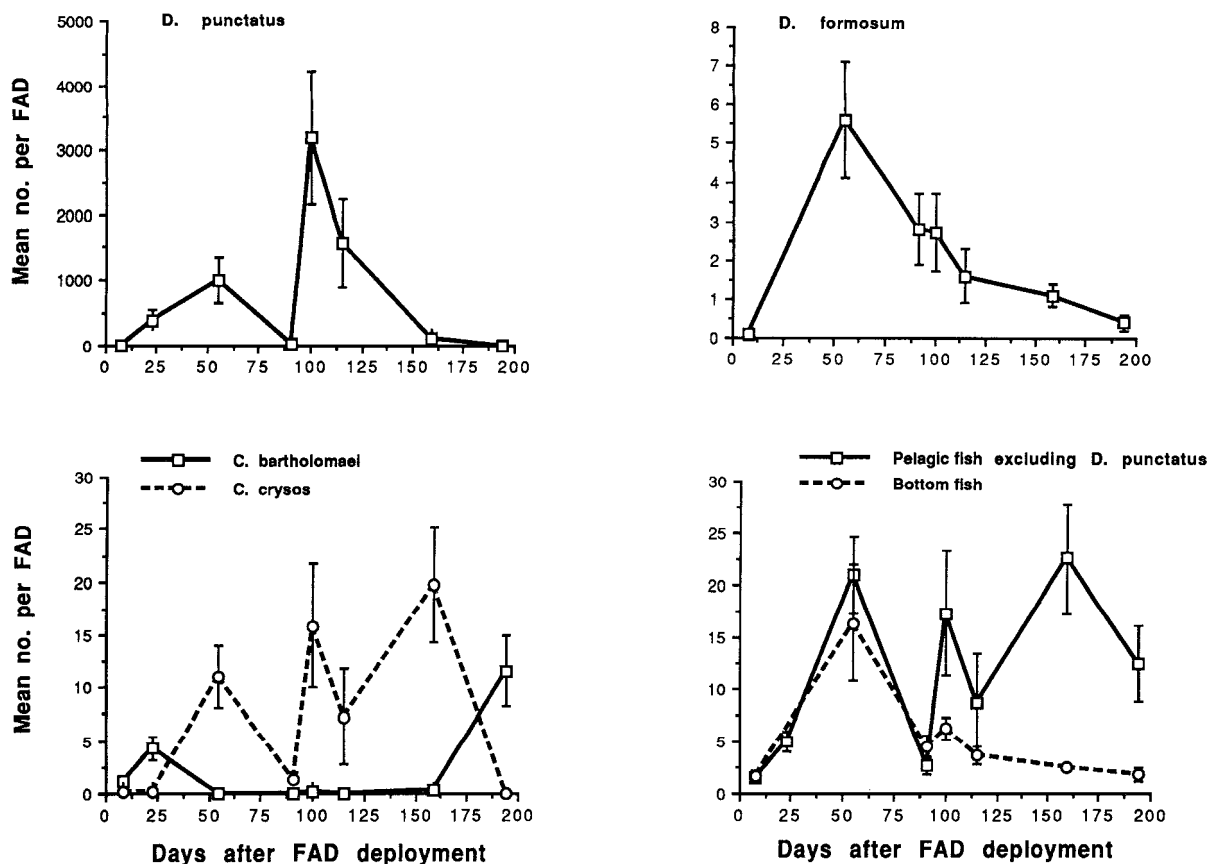 D. punctatus
Mean no. per FAD
5000
4000
3000
2000
1000
0
0 25 50 75 100 125 150 175 200
D. formosum
8
7
6
5
4
3
2
1
0
0 25 50 75 100 125 150 175 200
C. bartholomaei
C. crysos
Mean no. per FAD
30
25
20
15
10
5
0
0 25 50 75 100 125 150 175 200
Days after FAD deployment
Pelagic fish excluding D. punctatus
Bottom fish
30
25
20
15
10
5
0
0 25 50 75 100 125 150 175 200
Days after FAD deployment